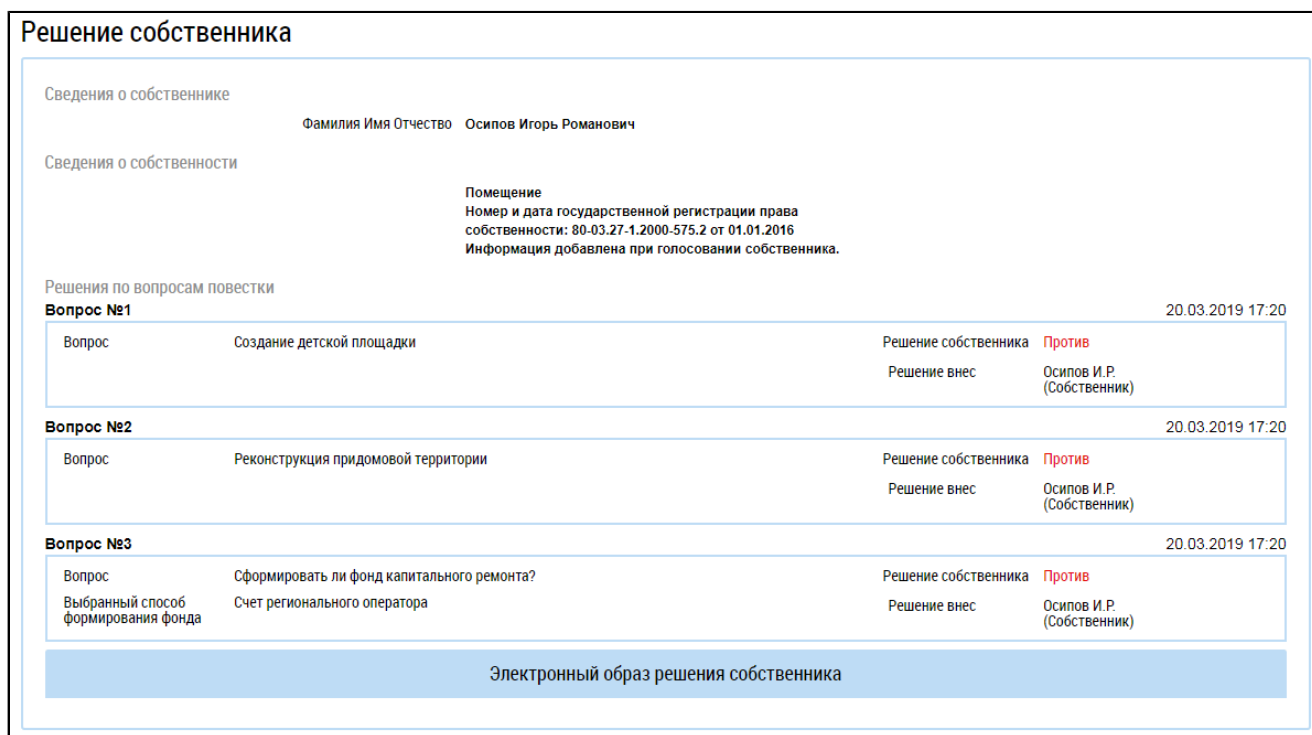 Решение собственника
Сведения о собственнике
Фамилия Имя Отчество Осипов Игорь Романович
Сведения о собственности
Помещение
Номер и дата государственной регистрации права
собственности: 80-03.27-1.2000-575.2 от 01.01.2016
Информация добавлена при голосовании собственника.
Решения по вопросам повестки
Вопрос №1 20.03.2019 17:20
Вопрос Создание детской площадки Решение собственника Против
Решение внес Осипов И.Р.
(Собственник)
Вопрос №2 20.03.2019 17:20
Вопрос Реконструкция придомовой территории Решение собственника Против
Решение внес Осипов И.Р.
(Собственник)
Вопрос №3 20.03.2019 17:20
Вопрос Сформировать ли фонд капитального ремонта? Решение собственника Против
Выбранный способ Счет регионального оператора Решение внес Осипов И.Р.
формирования фонда (Собственник)
Электронный образ решения собственника